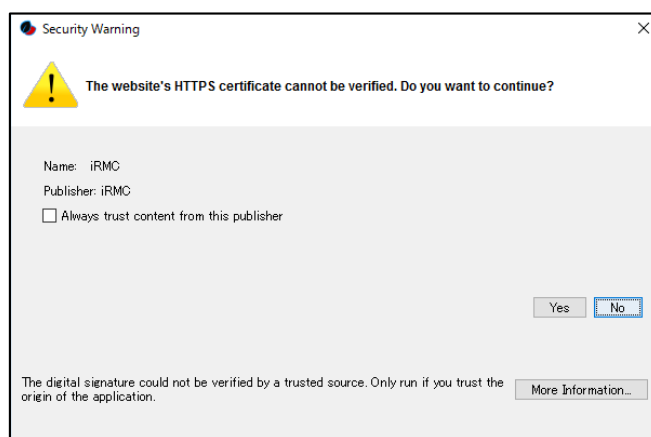 Security Warning
The website's HTTPS certificate cannot be verified. Do you want to continue?
Name: iRMC
Publisher: iRMC
Always trust content from this publisher
Yes No
The digital signature could not be verified by a trusted source. Only run if you trust the
origin of the application.
More Information...